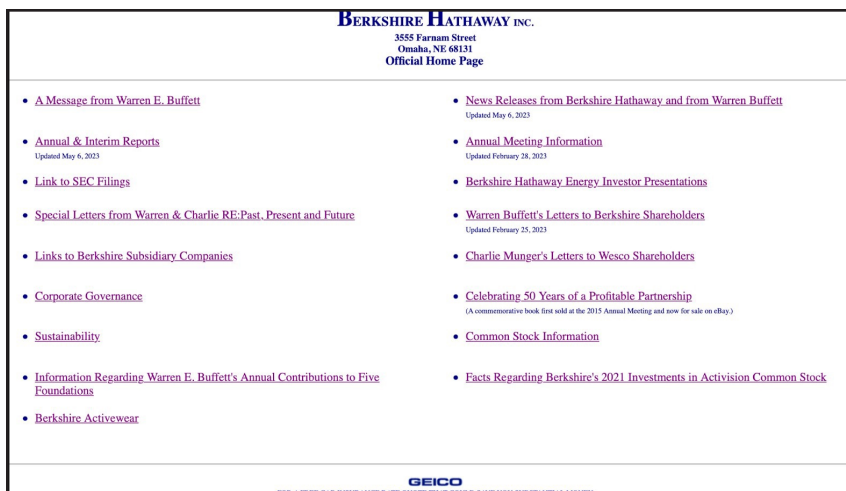 BERKSHIRE HATHAWAY INC.
3555 Farnam Street
Omaha, NE 68131
Official Home Page
A Message from Warren E. Buffett
News Releases from Berkshire Hathaway and from Warren Buffett
Updated May 6, 2023
Annual & Interim Reports
Updated May 6, 2023
Annual Meeting Information
Updated February 28, 2023
Link to SEC Filings
Berkshire Hathaway Energy Investor Presentations
Special Letters from Warren & Charlie RE:Past, Present and Future
Warren Buffett's Letters to Berkshire Shareholders
Updated February 25, 2023
Links to Berkshire Subsidiary Companies
Charlie Munger's Letters to Wesco Shareholders
Corporate Governance
Celebrating 50 Years of a Profitable Partnership
(A commemorative book first sold at the 2015 Annual Meeting and now for sale on eBay.)
Sustainability
Common Stock Information
Information Regarding Warren E. Buffett's Annual Contributions to Five
Foundations
Facts Regarding Berkshire's 2021 Investments in Activision Common Stock
Berkshire Activewear
GEICO